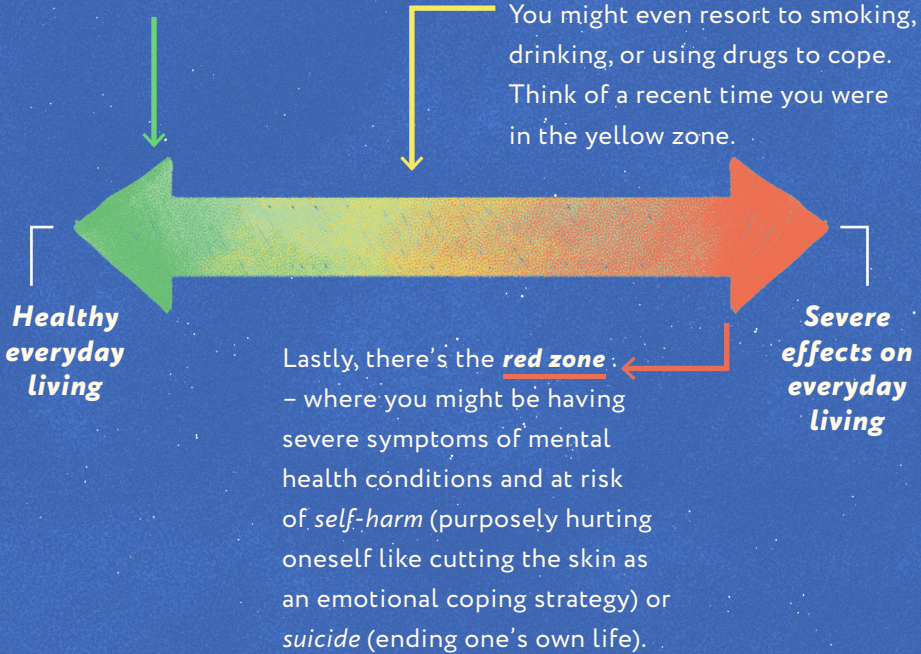 You might even resort to smoking,
drinking, or using drugs to cope.
Think of a recent time you were
in the yellow zone.
Healthy
everyday
living
Severe
effects on
everyday
living
Lastly, there’s the red zone
– where you might be having
severe symptoms of mental
health conditions and at risk
of self-harm (purposely hurting
oneself like cutting the skin as
an emotional coping strategy) or
suicide (ending one’s own life).